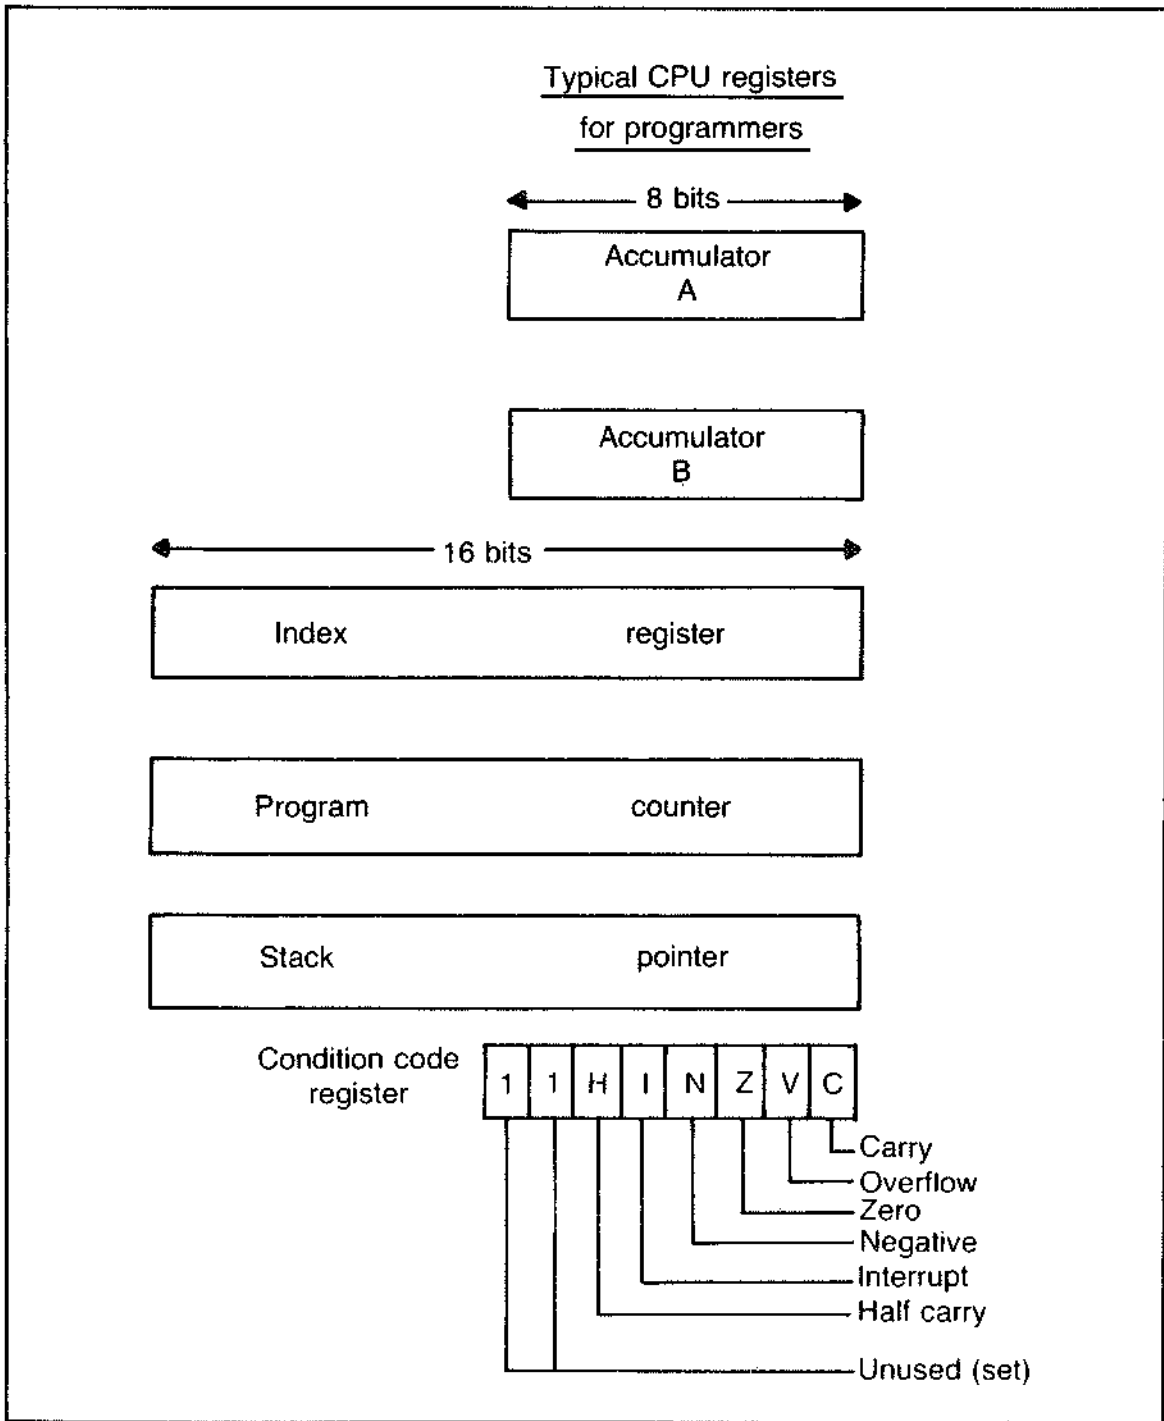 Typical CPU registers
for programmers
8 bits
Accumulator
A
Accumulator
B
16 bits
Index register
Program counter
Stack pointer
Condition code
register
1 1 H I N Z V C
Carry
Overflow
Zero
Negative
Interrupt
Half carry
Unused (set)